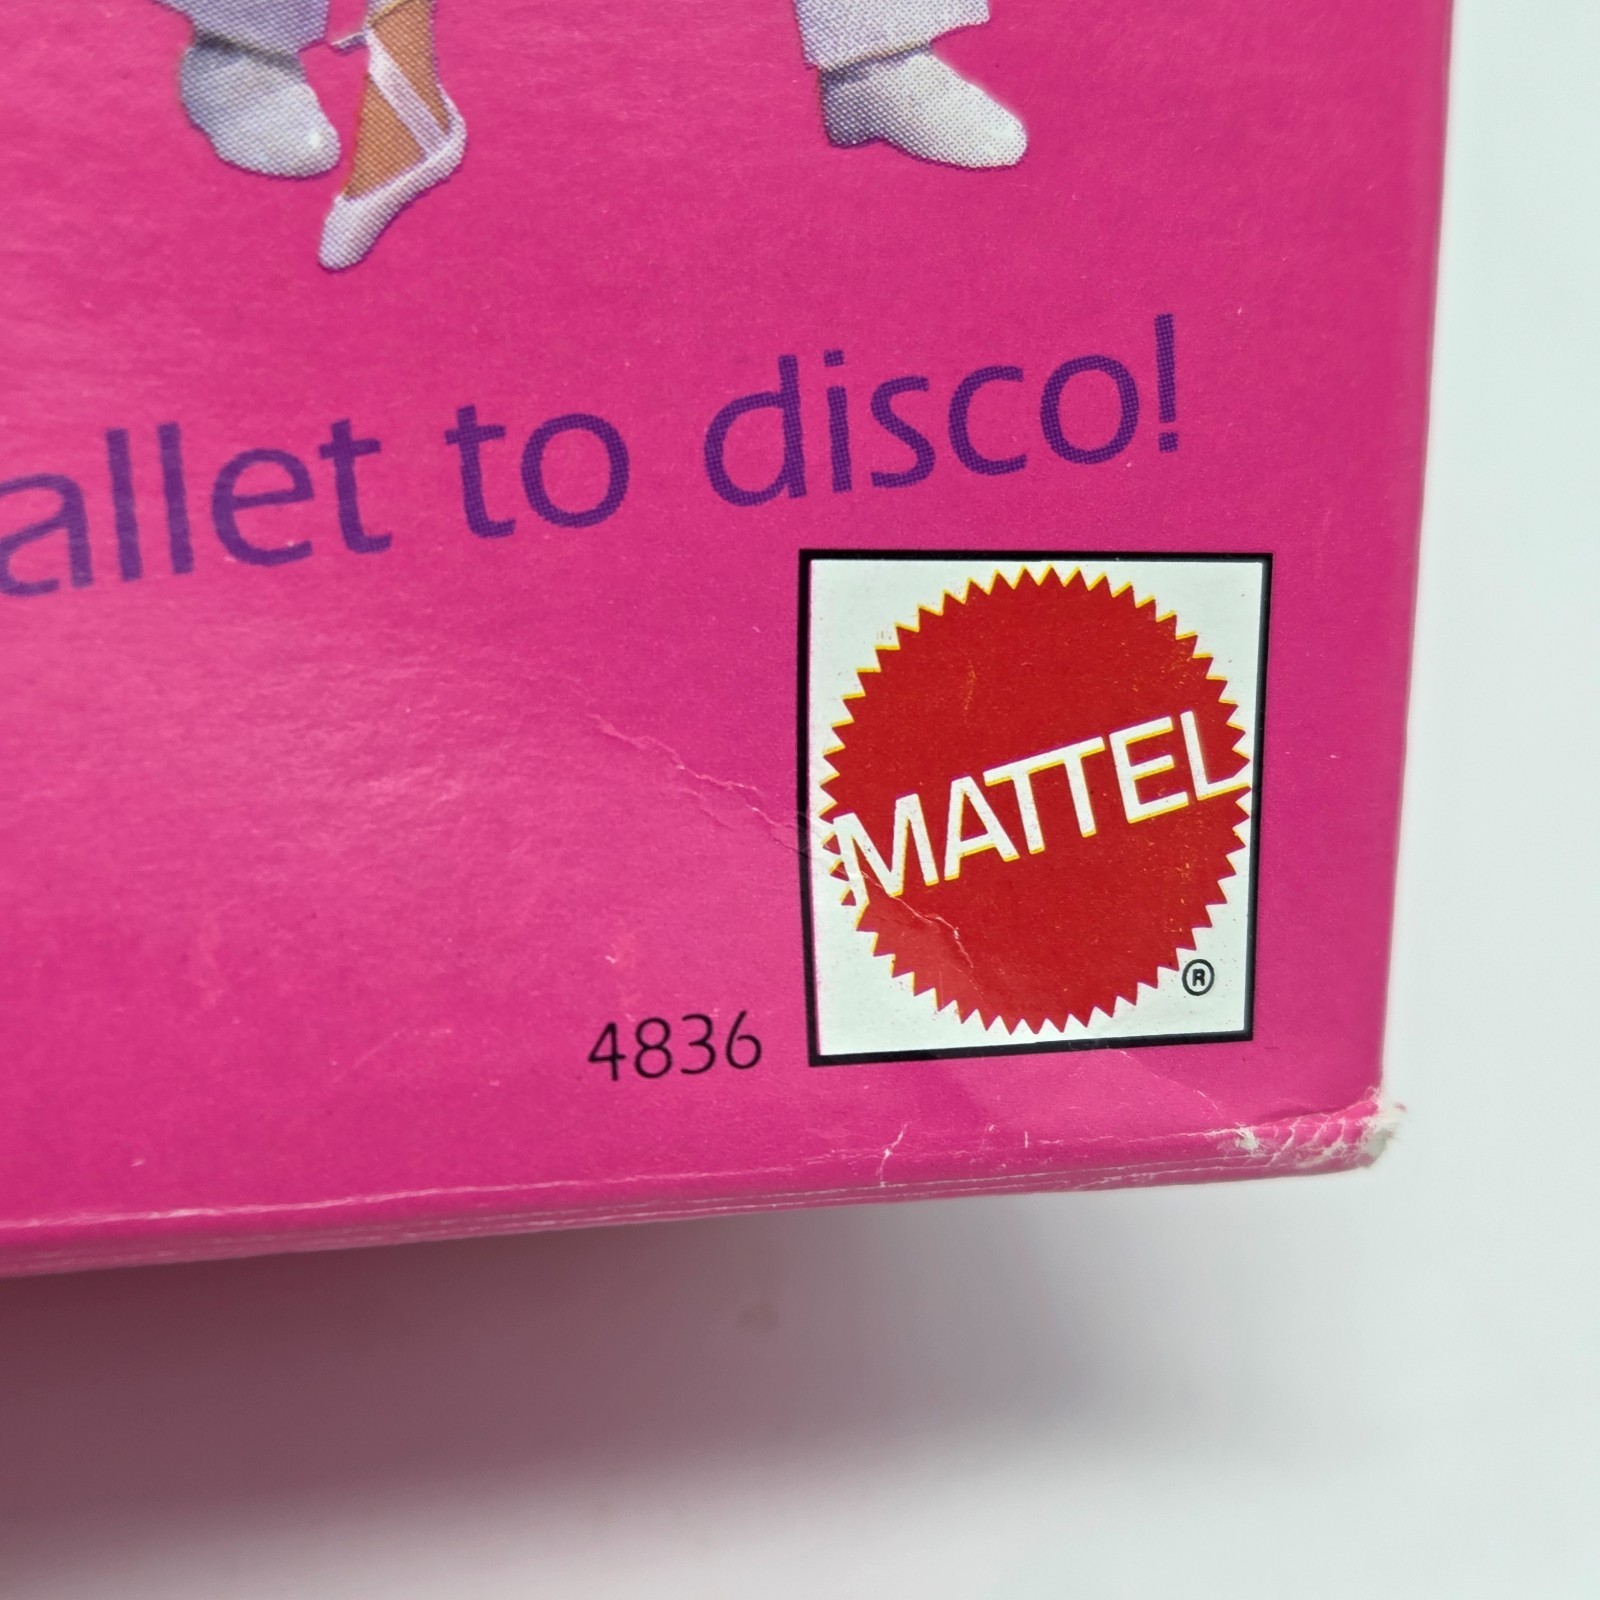 allet to disco!
MATTEL
®
4836